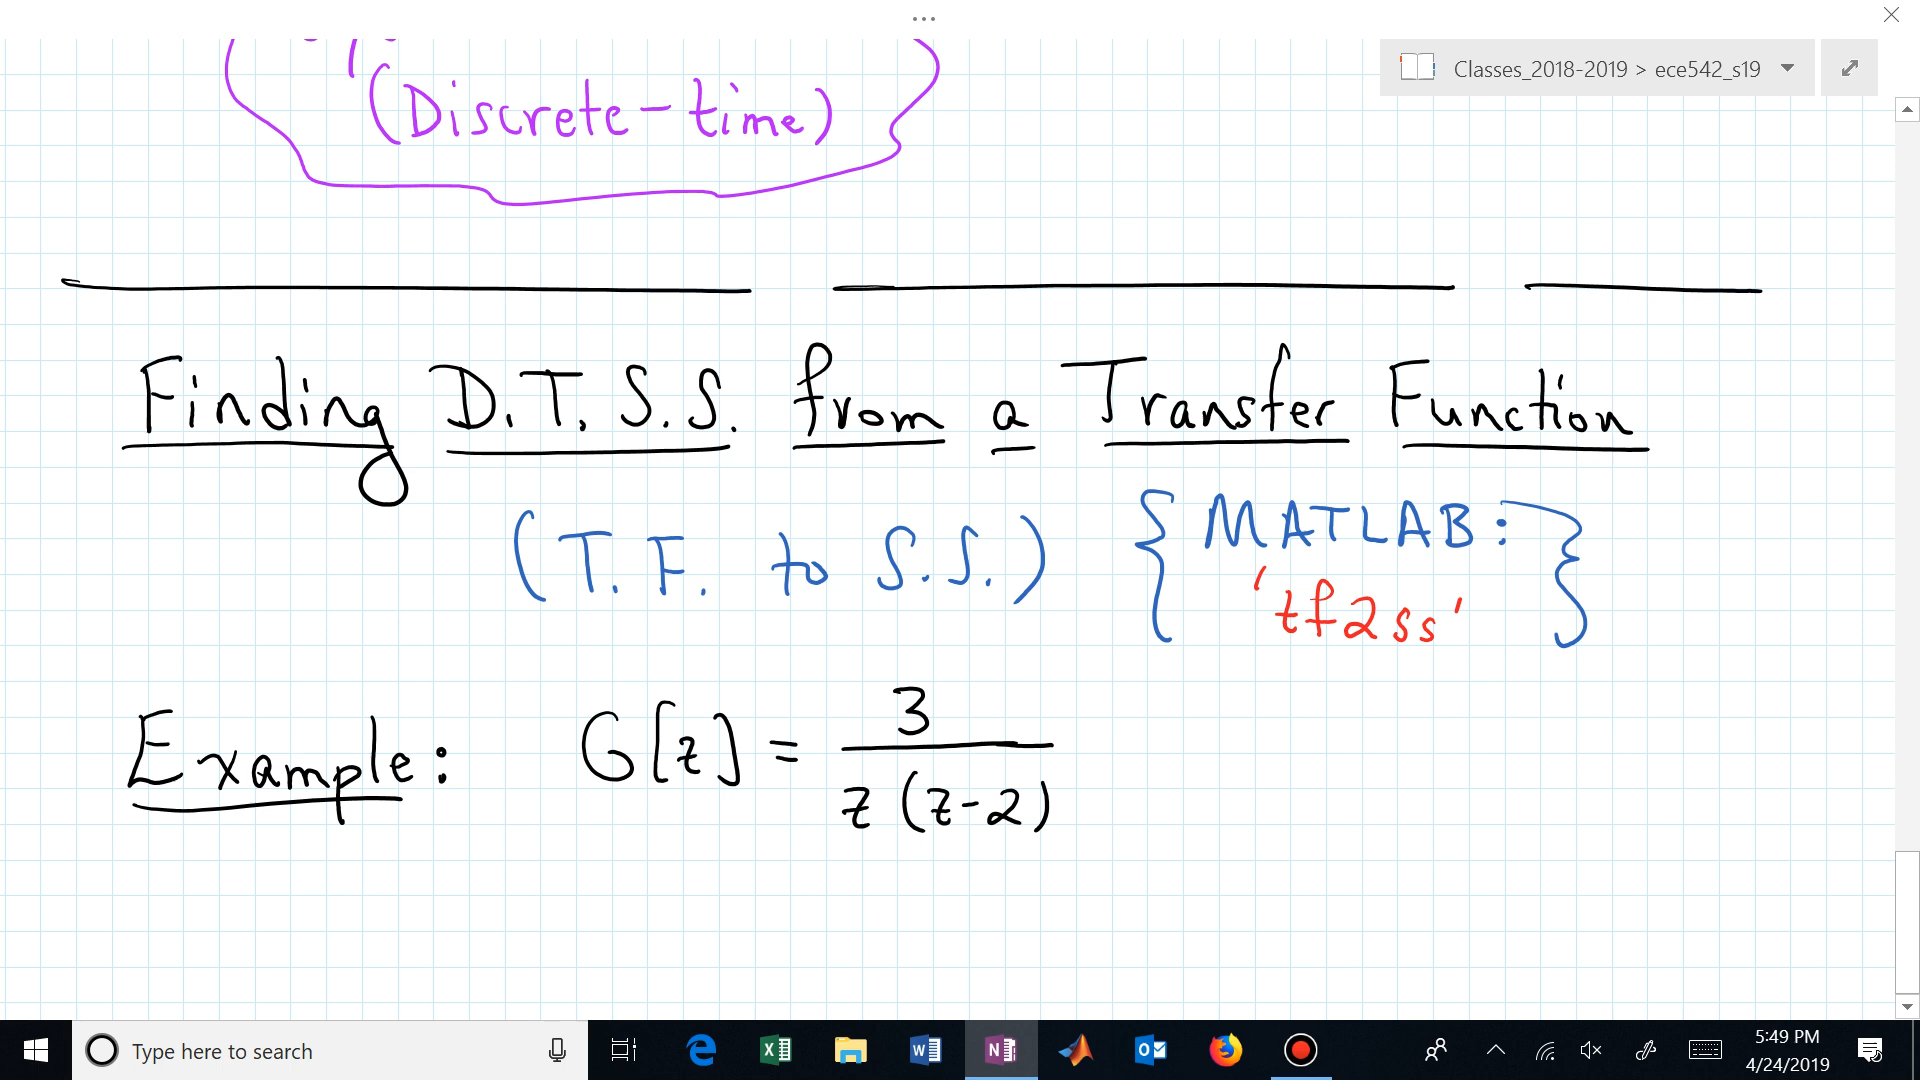 Classes_2018-2019 > ece542_s19
(Discrete-time)
Finding D.T.S.S. from a Transfer Function
(T.F. to S.S.) { MATLAB: }
'tf2ss'
Example: G[z] = 3 / z(z-2)
Type here to search
5:49 PM
4/24/2019